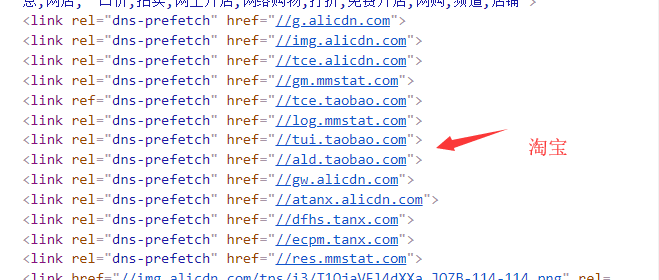 息,网店,一口价,拍卖,网上开店,网络购物,打折,免费开店,网购,频道,店铺">
<link rel="dns-prefetch" href="//g.alicdn.com">
<link rel="dns-prefetch" href="//img.alicdn.com">
<link rel="dns-prefetch" href="//tce.alicdn.com">
<link rel="dns-prefetch" href="//gm.mmstat.com">
<link ref="dns-prefetch" href="//tce.taobao.com">
<link rel="dns-prefetch" href="//log.mmstat.com">
<link rel="dns-prefetch" href="//tui.taobao.com">
<link rel="dns-prefetch" href="//ald.taobao.com">
淘宝
<link rel="dns-prefetch" href="//gw.alicdn.com">
<link rel="dns-prefetch" href="//atanx.alicdn.com">
<link rel="dns-prefetch" href="//dfhs.tanx.com">
<link rel="dns-prefetch" href="//ecpm.tanx.com">
<link rel="dns-prefetch" href="//res.mmstat.com">
<link href="//img.alicdn.com/tps/i3/ rel=